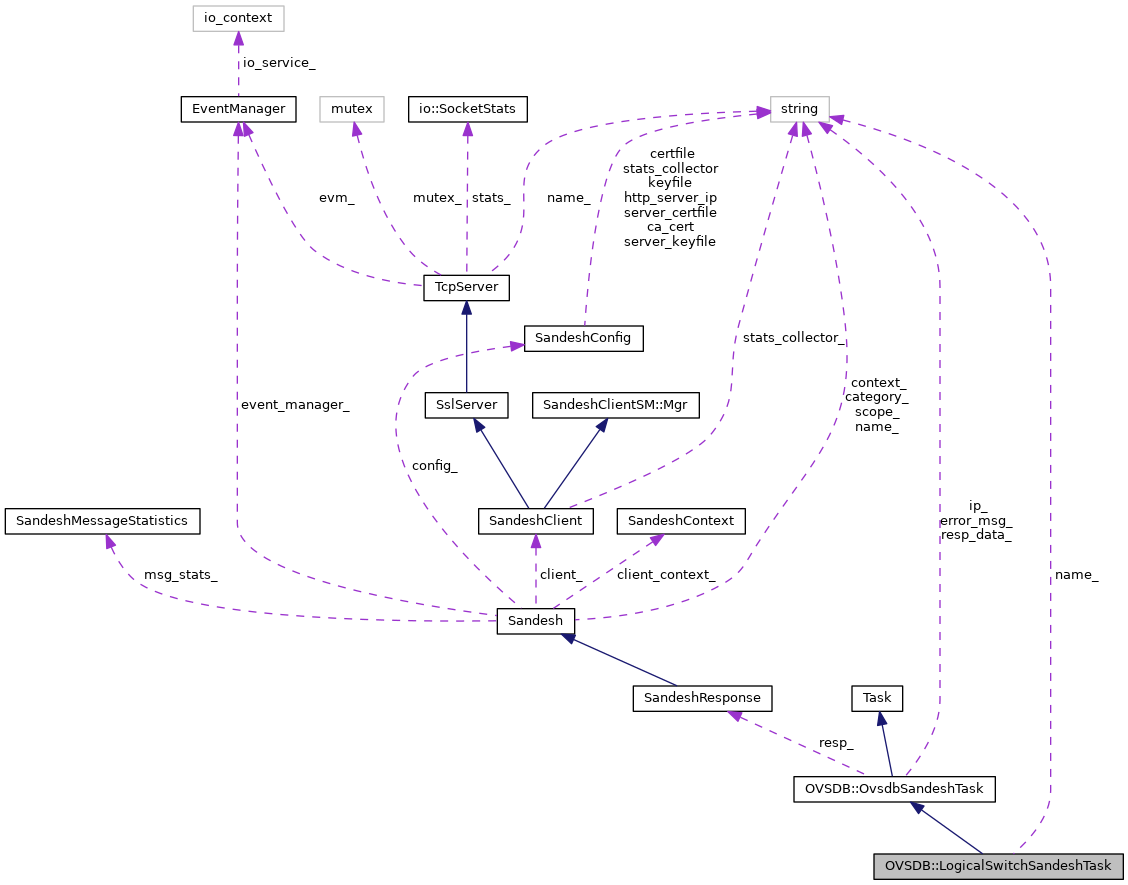 io_context
io_service_
EventManager
mutex
io::SocketStats
string
evm_
mutex_
stats_
name_
certfile
stats_collector
keyfile
http_server_ip
server_certfile
ca_cert
server_keyfile
TcpServer
SandeshConfig
stats_collector_
SslServer
SandeshClientSM::Mgr
event_manager_
context_
category_
scope_
name_
config_
SandeshMessageStatistics
SandeshClient
SandeshContext
ip_
error_msg_
resp_data_
msg_stats_
client_
client_context_
name_
Sandesh
SandeshResponse
Task
resp_
OVSDB::OvsdbSandeshTask
OVSDB::LogicalSwitchSandeshTask